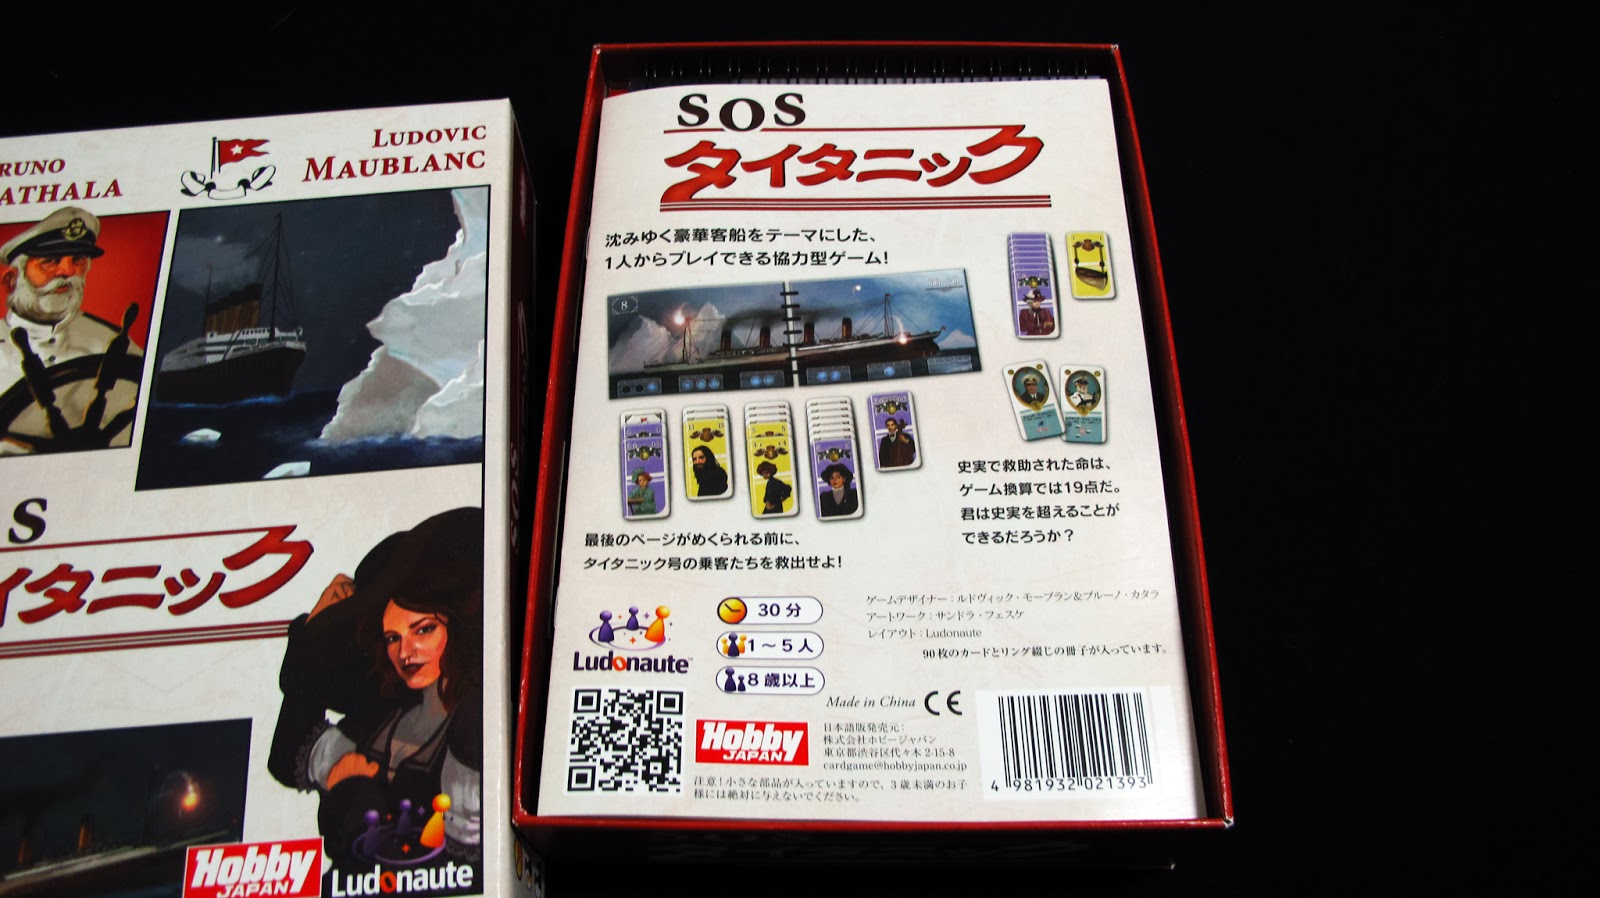 RUNO
ATHALA
LUDOVIC
MAUBLANC
S
イタニック
SOS
Hobby
JAPAN
Ludonaute
SOS
タイタニック
沈みゆく豪華客船をテーマにした、
1人からプレイできる協力型ゲーム!
8
史実で救助された命は、
ゲーム換算では19点だ。
君は史実を超えることが
できるだろうか?
最後のページがめくられる前に、
タイタニック号の乗客たちを救出せよ!
Ludonaute
30分
1〜5人
8歳以上
ゲームデザイナー:ルドヴィック・モーブラン&ブルーノ・カタラ
アートワーク:サンドラ・フェスケ
レイアウト:Ludonaute
90枚のカードとリング綴じの冊子が入っています。
Made in China CE
Hobby
JAPAN
日本語版発売元:
株式会社ホビージャパン
東京都渋谷区代々木2-15-8
cardgame@hobbyjapan.co.jp
注意!小さな部品が入っていますので、3歳未満のお子
様には絶対に与えないでください。
4 981932 021393